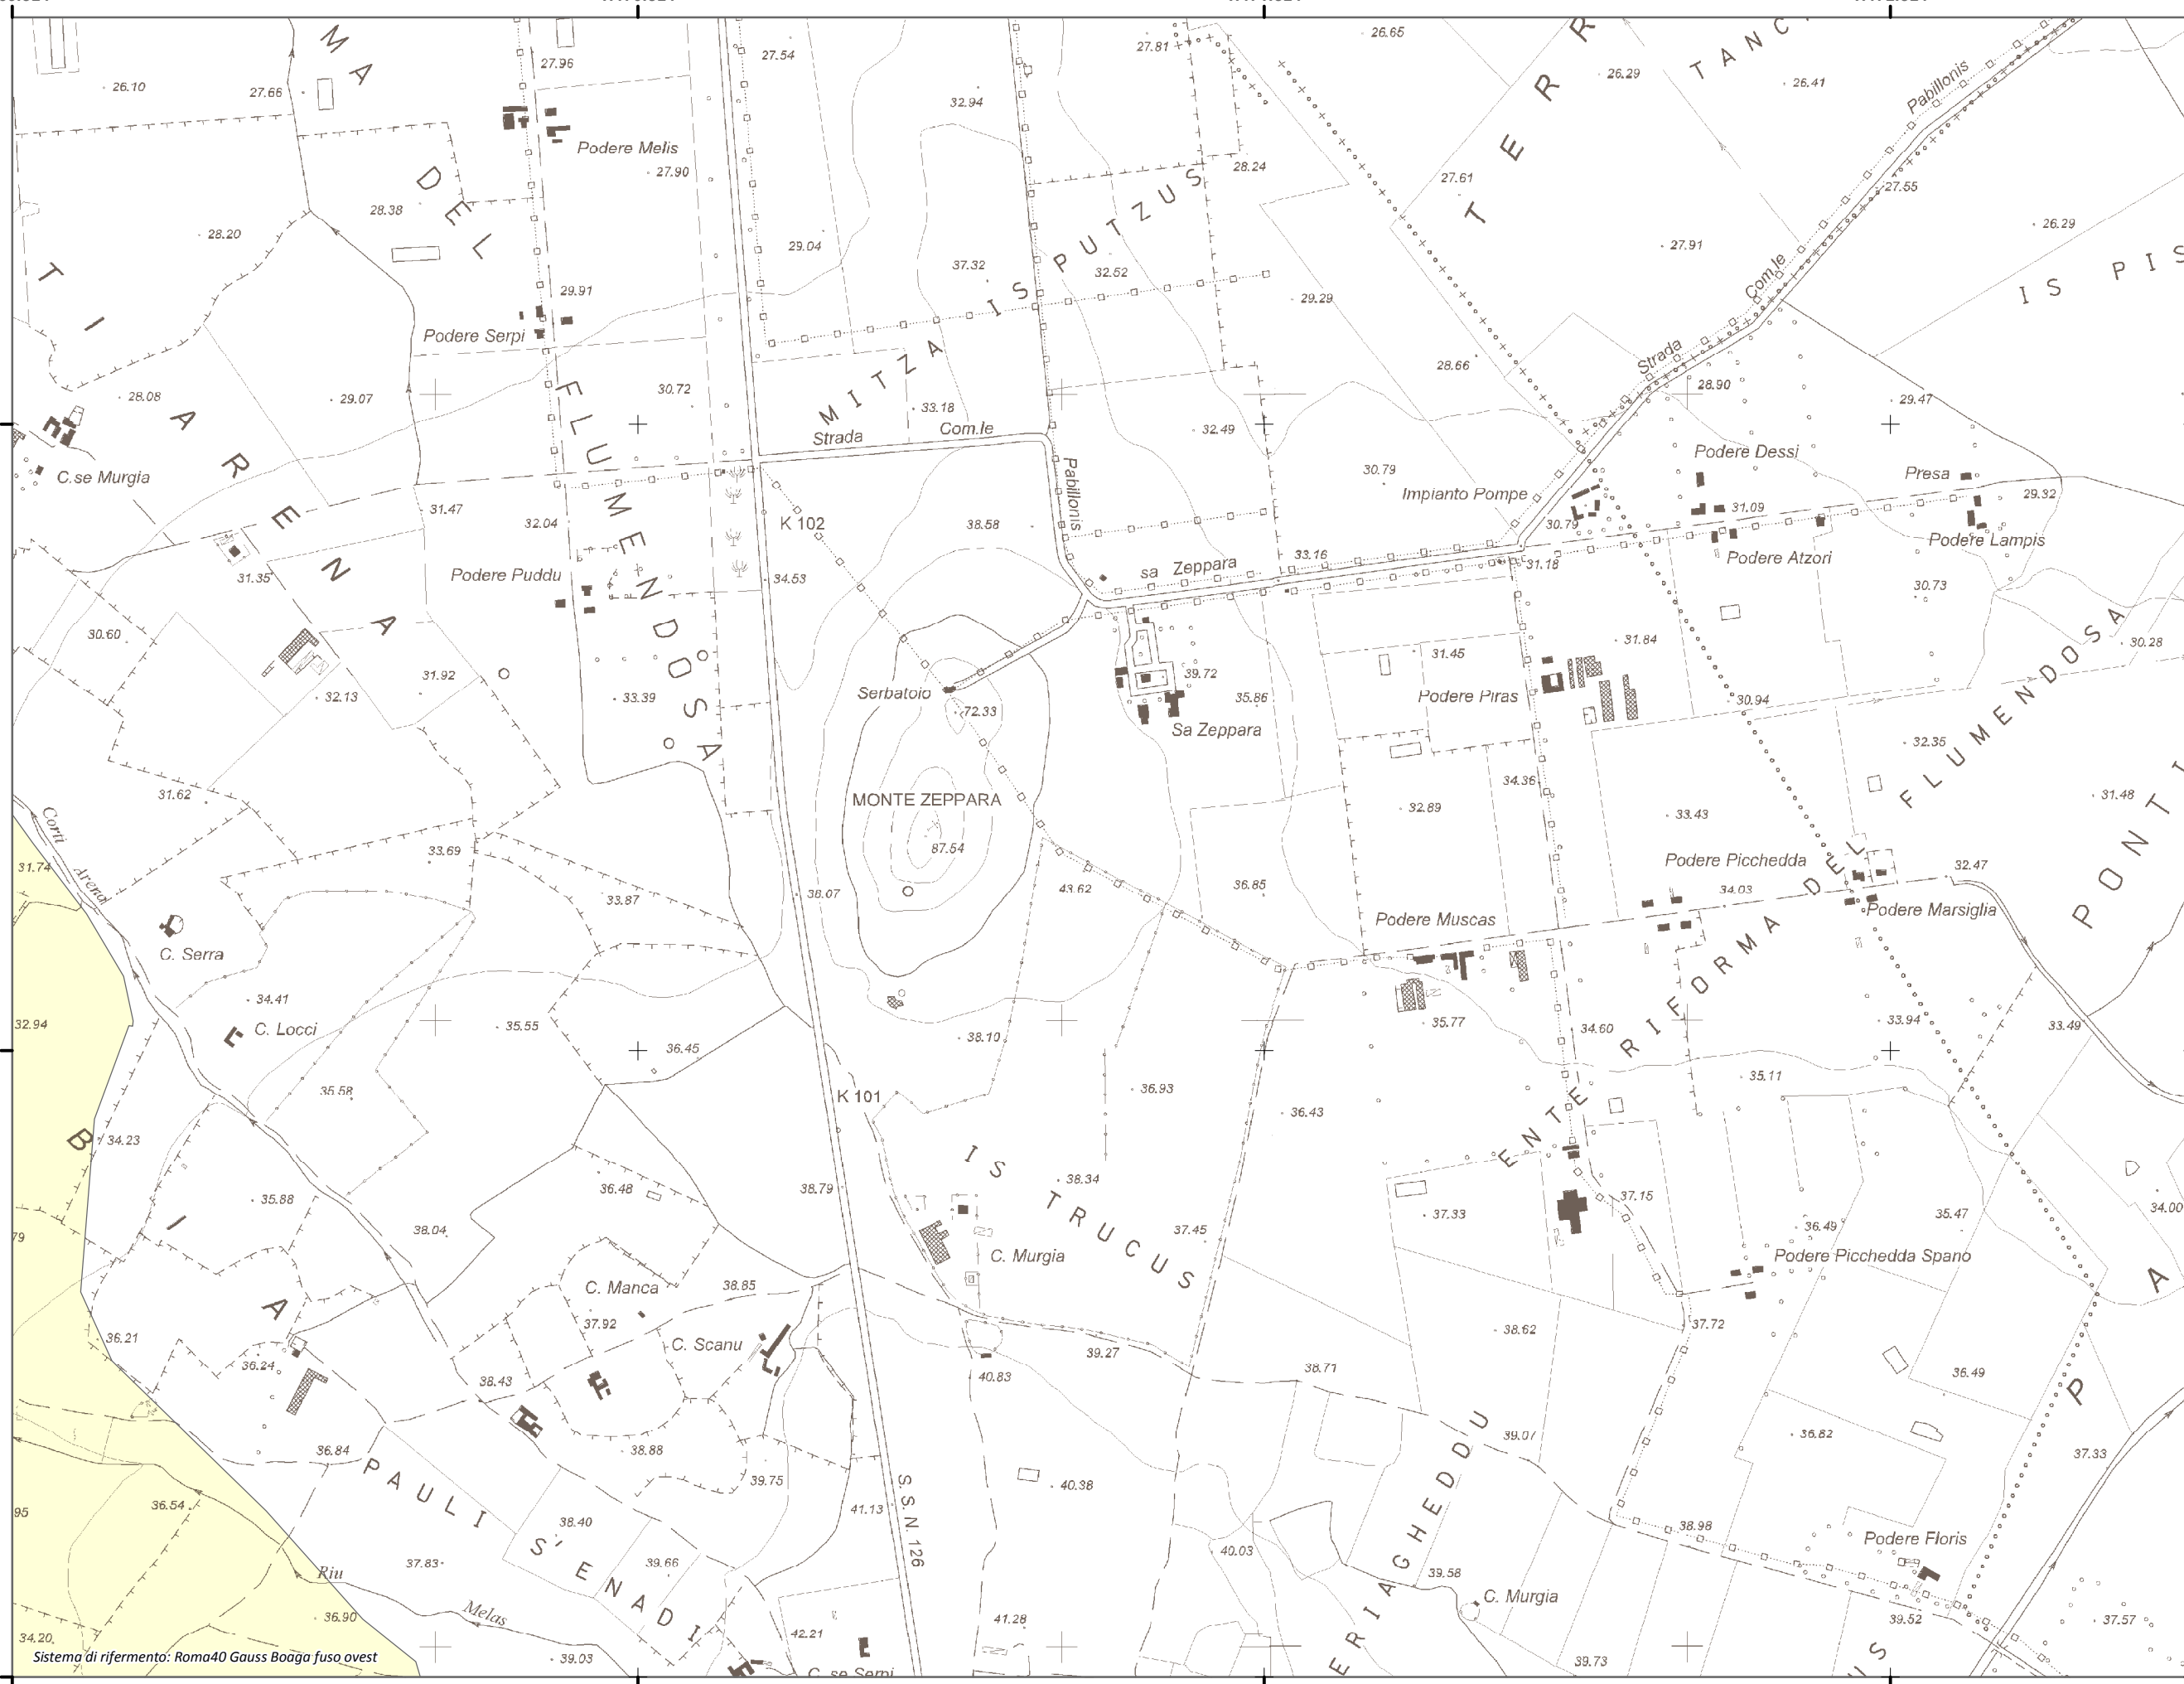 26.10
27.66
M A
27.96
27.54
27.81
26.65
26.29
T A N C
26.41
Pabillonis
T E R R
32.94
Podere Melis
27.90
28.24
27.61
27.55
D E L
28.38
28.20
29.04
37.32
32.52
M I T Z A I S P U T Z U S
27.91
26.29
I S P I S
T I
29.91
29.29
Com.le
Podere Serpi
28.66
Strada
28.08
29.07
30.72
33.18
28.90
29.47
A R E N A
F L U M E N D O S A
Strada Com.le
32.49
Podere Dessi
C.se Murgia
Pabillonis
30.79
Impianto Pompe
Presa
29.32
31.47
32.04
K 102
38.58
30.79
31.09
33.16
Podere Lampis
31.35
Podere Puddu
34.53
sa Zeppara
31.18
Podere Atzori
30.73
30.60
31.92
31.45
31.84
30.28
32.13
33.39
Serbatoio
72.33
39.72
35.86
Podere Piras
30.94
Sa Zeppara
32.35
F L U M E N D O S A
31.62
MONTE ZEPPARA
34.36
32.89
33.43
31.48
P O N T I
Corti Arena
31.74
33.69
87.54
Podere Picchedda
32.47
33.87
38.07
43.62
36.85
34.03
Podere Marsiglia
Podere Muscas
C. Serra
E N T E R I F O R M A D E L
34.41
32.94
C. Locci
35.55
36.45
38.10
35.77
34.60
33.94
33.49
35.58
K 101
36.93
36.43
35.11
B I A
34.23
I S T R U C U S
35.88
36.48
38.79
38.34
37.33
37.15
34.00
79
38.04
37.45
36.49
35.47
C. Murgia
Podere Picchedda Spano
P A
C. Manca
38.85
36.21
37.92
38.62
37.72
36.24
C. Scanu
39.27
38.71
38.43
40.83
36.49
36.84
38.88
39.07
36.82
P A U L I S' E N A D I
39.75
40.38
37.33
95
36.54
S. S. N. 126
41.13
E R I A G H E D D U
38.40
38.98
37.83
39.66
40.03
Podere Floris
Riu Melas
39.58
C. Murgia
36.90
41.28
39.52
37.57
34.20
42.21
Sistema di rifermento: Roma40 Gauss Boaga fuso ovest
39.03
C. se Serpi
39.73
U S